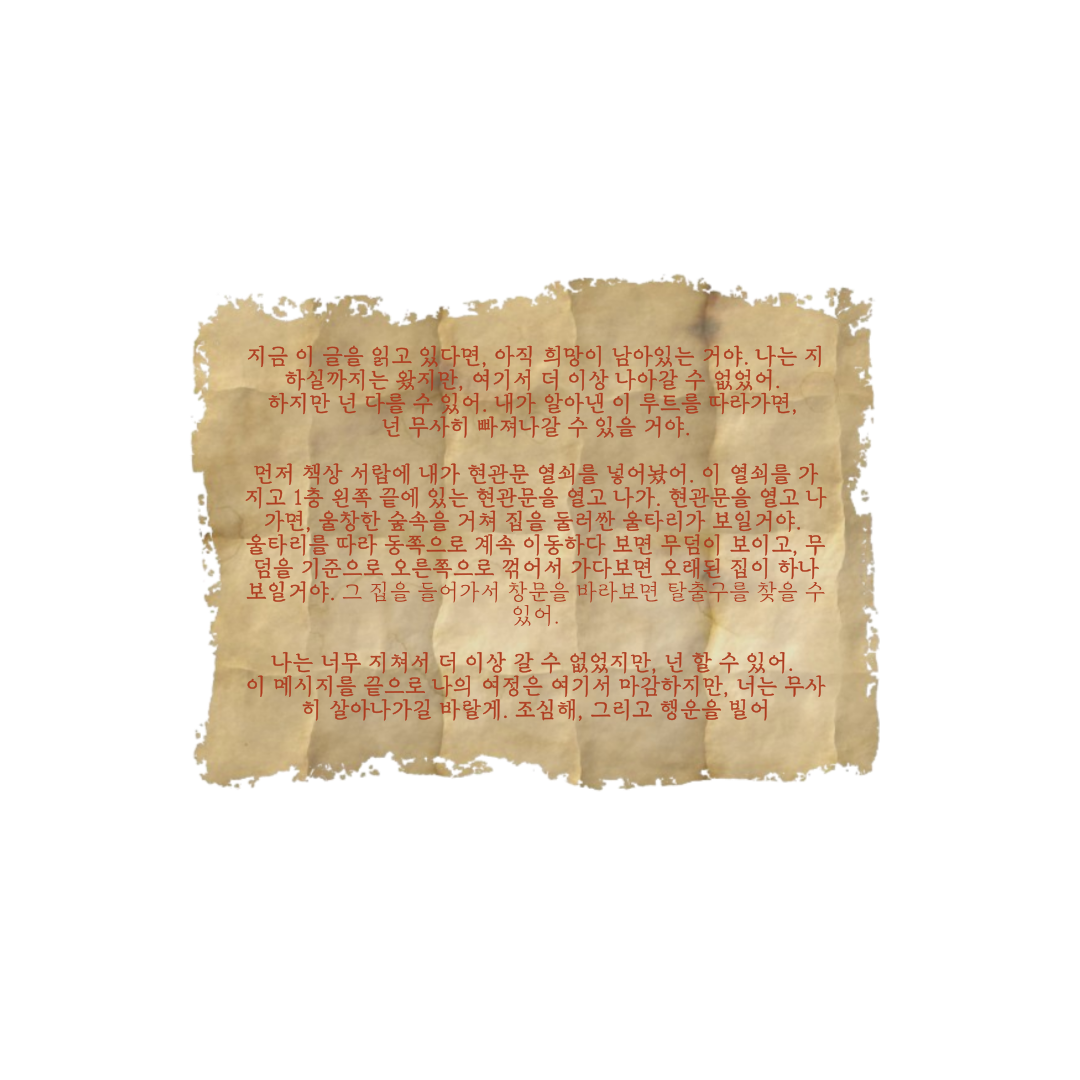 지금 이 글을 읽고 있다면, 아직 희망이 남아있는 거야. 나는 지
하실까지는 왔지만, 여기서 더 이상 나아갈 수 없었어.
하지만 넌 다를 수 있어. 내가 알아낸 이 루트를 따라가면,
넌 무사히 빠져나갈 수 있을 거야.
먼저 책상 서랍에 내가 현관문 열쇠를 넣어놨어. 이 열쇠를 가
지고 1층 왼쪽 끝에 있는 현관문을 열고 나가. 현관문을 열고 나
가면, 울창한 숲속을 거쳐 집을 둘러싼 울타리가 보일거야.
울타리를 따라 동쪽으로 계속 이동하다 보면 무덤이 보이고, 무
덤을 기준으로 오른쪽으로 꺾어서 가다보면 오래된 집이 하나
보일거야. 그 집을 들어가서 창문을 바라보면 탈출구를 찾을 수
있어.
나는 너무 지쳐서 더 이상 갈 수 없었지만, 넌 할 수 있어.
이 메시지를 끝으로 나의 여정은 여기서 마감하지만, 너는 무사
히 살아나가길 바랄게. 조심해, 그리고 행운을 빌어